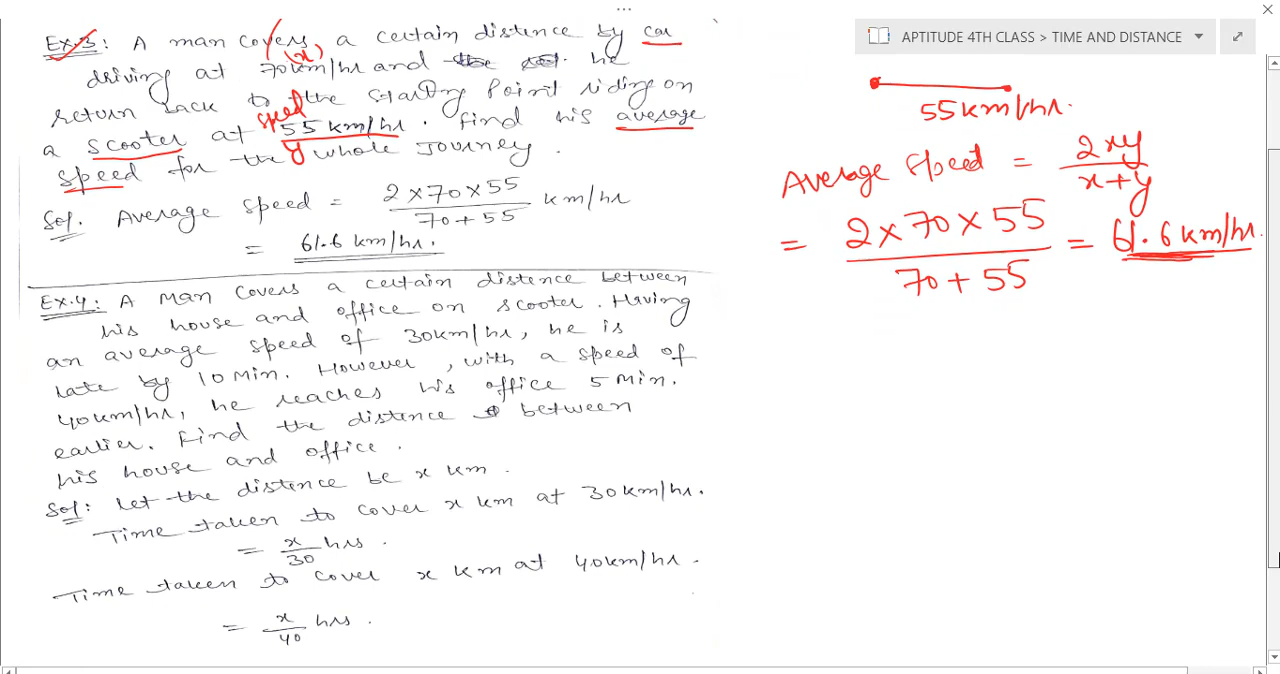 ...
APTITUDE 4TH CLASS > TIME AND DISTANCE
Ex.3: A man covers a certain distence by car
(x)
driving at 70km/hr and he
return back to the starting point riding on
speed
a scooter at 55 km/hr. Find his average
y
speed for the whole Journey.
Sol. Average speed = 2×70×55 / 70+55 km/hr
= 61.6 km/hr.
Ex.4: A man covers a certain distence between
his house and office on scooter. Having
an average speed of 30km/hr, he is
late by 10 min. However, with a speed of
40km/hr, he reaches his office 5 min.
earlier. Find the distence between
his house and office.
Sol: Let the distence be x km.
Time taken to cover x km at 30km/hr.
= x/30 hrs.
Time taken to cover x km at 40km/hr.
= x/40 hrs.
55km/hr.
Average speed = 2xy / x+y
= 2×70×55 / 70+55 = 61.6 km/hr.